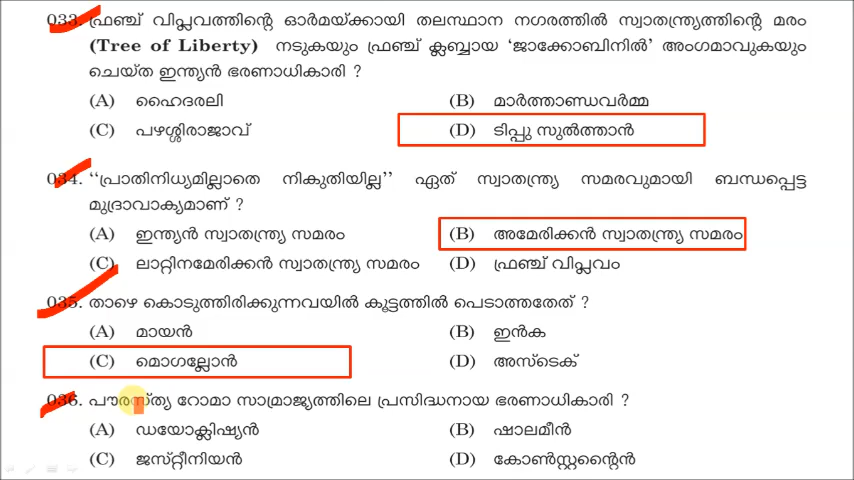 033. ഫ്രഞ്ച് വിപ്ലവത്തിന്റെ ഓർമയ്ക്കായി തലസ്ഥാന നഗരത്തിൽ സ്വാതന്ത്ര്യത്തിന്റെ മരം
(Tree of Liberty) നടുകയും ഫ്രഞ്ച് ക്ലബ്ബായ ‘ജാക്കോബിനിൽ’ അംഗമാവുകയും
ചെയ്ത ഇന്ത്യൻ ഭരണാധികാരി ?
(A) ഹൈദരലി (B) മാർത്താണ്ഡവർമ്മ
(C) പഴശ്ശിരാജാവ് (D) ടിപ്പു സുൽത്താൻ
034. ‘‘പ്രാതിനിധ്യമില്ലാതെ നികുതിയില്ല’’ ഏത് സ്വാതന്ത്ര്യ സമരവുമായി ബന്ധപ്പെട്ട
മുദ്രാവാക്യമാണ് ?
(A) ഇന്ത്യൻ സ്വാതന്ത്ര്യ സമരം (B) അമേരിക്കൻ സ്വാതന്ത്ര്യ സമരം
(C) ലാറ്റിനമേരിക്കൻ സ്വാതന്ത്ര്യ സമരം (D) ഫ്രഞ്ച് വിപ്ലവം
035. താഴെ കൊടുത്തിരിക്കുന്നവയിൽ കൂട്ടത്തിൽ പെടാത്തതേത് ?
(A) മായൻ (B) ഇൻക
(C) മൊഗല്ലോൻ (D) അസ്ടെക്
036. പൗരസ്ത്യ റോമാ സാമ്രാജ്യത്തിലെ പ്രസിദ്ധനായ ഭരണാധികാരി ?
(A) ഡയോക്ലിഷ്യൻ (B) ഷാലമീൻ
(C) ജസ്റ്റീനിയൻ (D) കോൺസ്റ്റന്റൈൻ